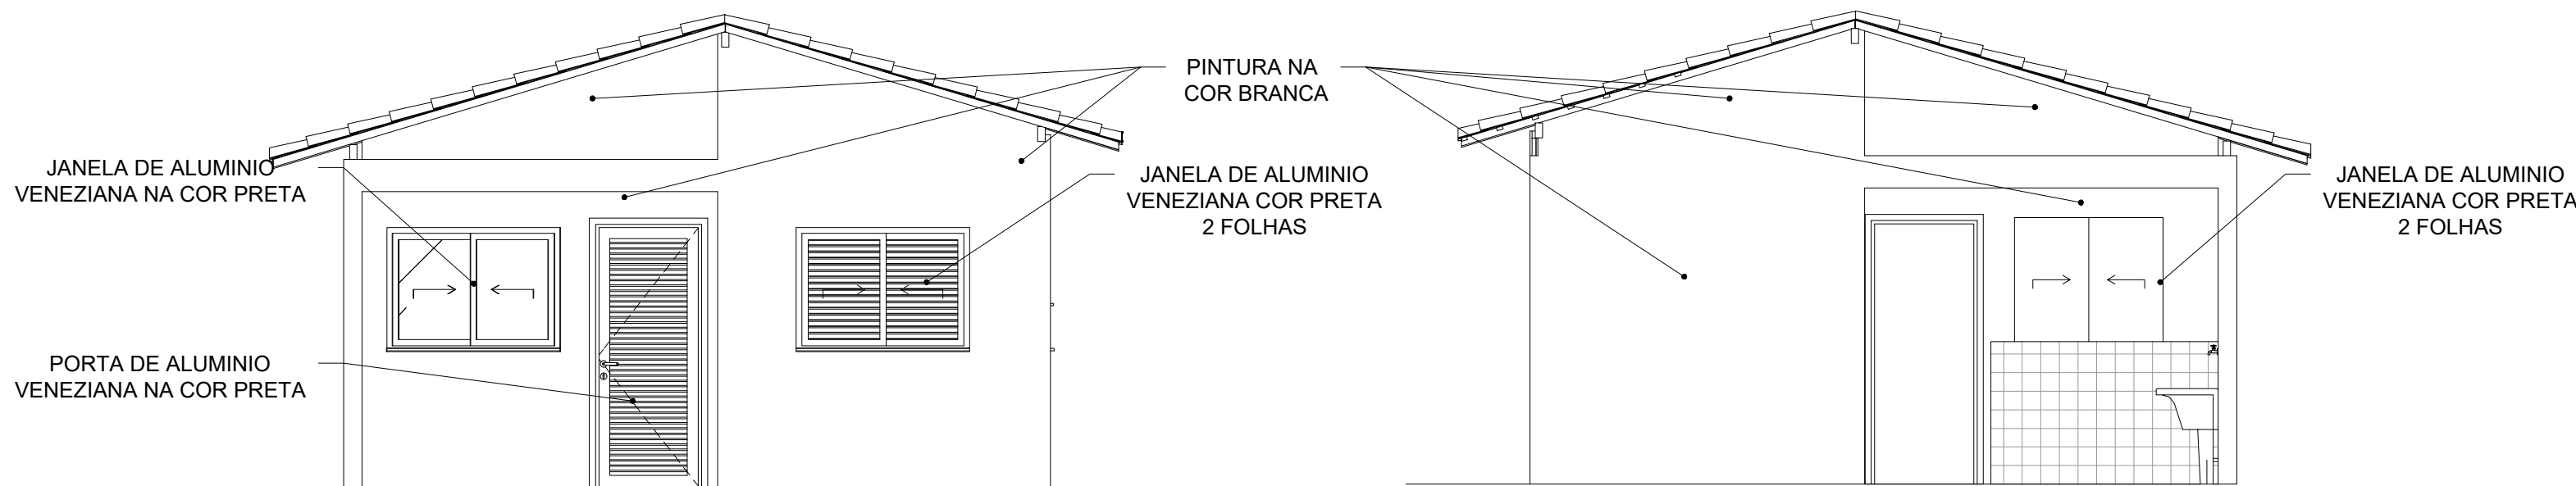 PINTURA NA
COR BRANCA
JANELA DE ALUMINIO
VENEZIANA NA COR PRETA
JANELA DE ALUMINIO
VENEZIANA COR PRETA
2 FOLHAS
JANELA DE ALUMINIO
VENEZIANA COR PRETA
2 FOLHAS
PORTA DE ALUMINIO
VENEZIANA NA COR PRETA